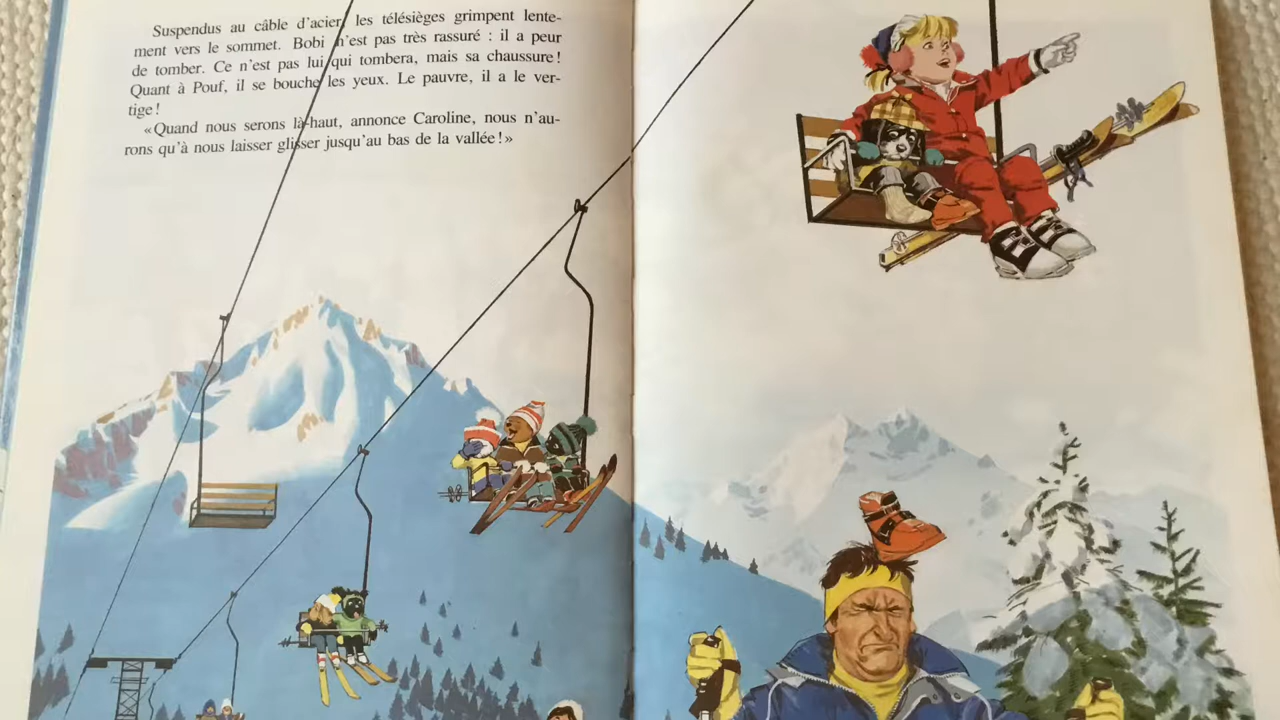 Suspendus au câble d'acier, les télésièges grimpent lente-
ment vers le sommet. Bobi n'est pas très rassuré : il a peur
de tomber. Ce n'est pas lui qui tombera, mais sa chaussure !
Quant à Pouf, il se bouche les yeux. Le pauvre, il a le ver-
tige !
« Quand nous serons là-haut, annonce Caroline, nous n'au-
rons qu'à nous laisser glisser jusqu'au bas de la vallée ! »